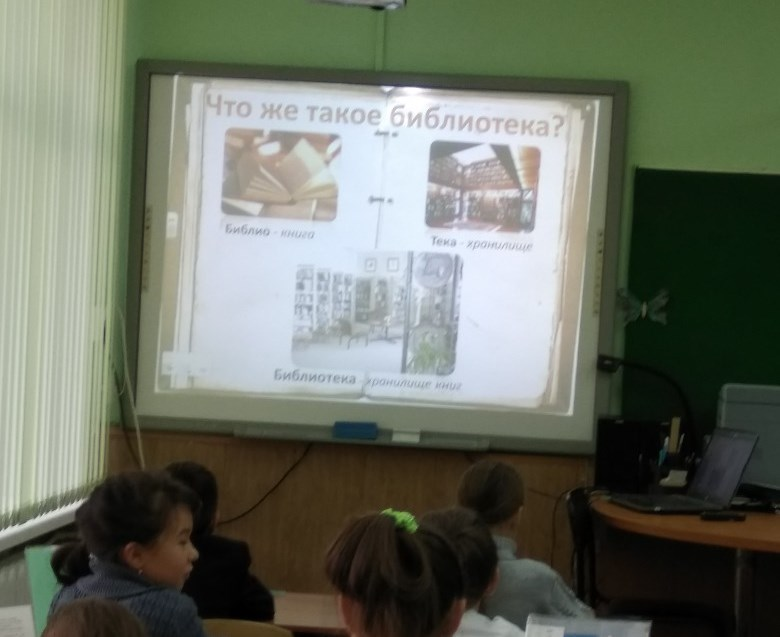 Что же такое библиотека?
Библио - книга
Тека - хранилище
Библиотека - хранилище книг